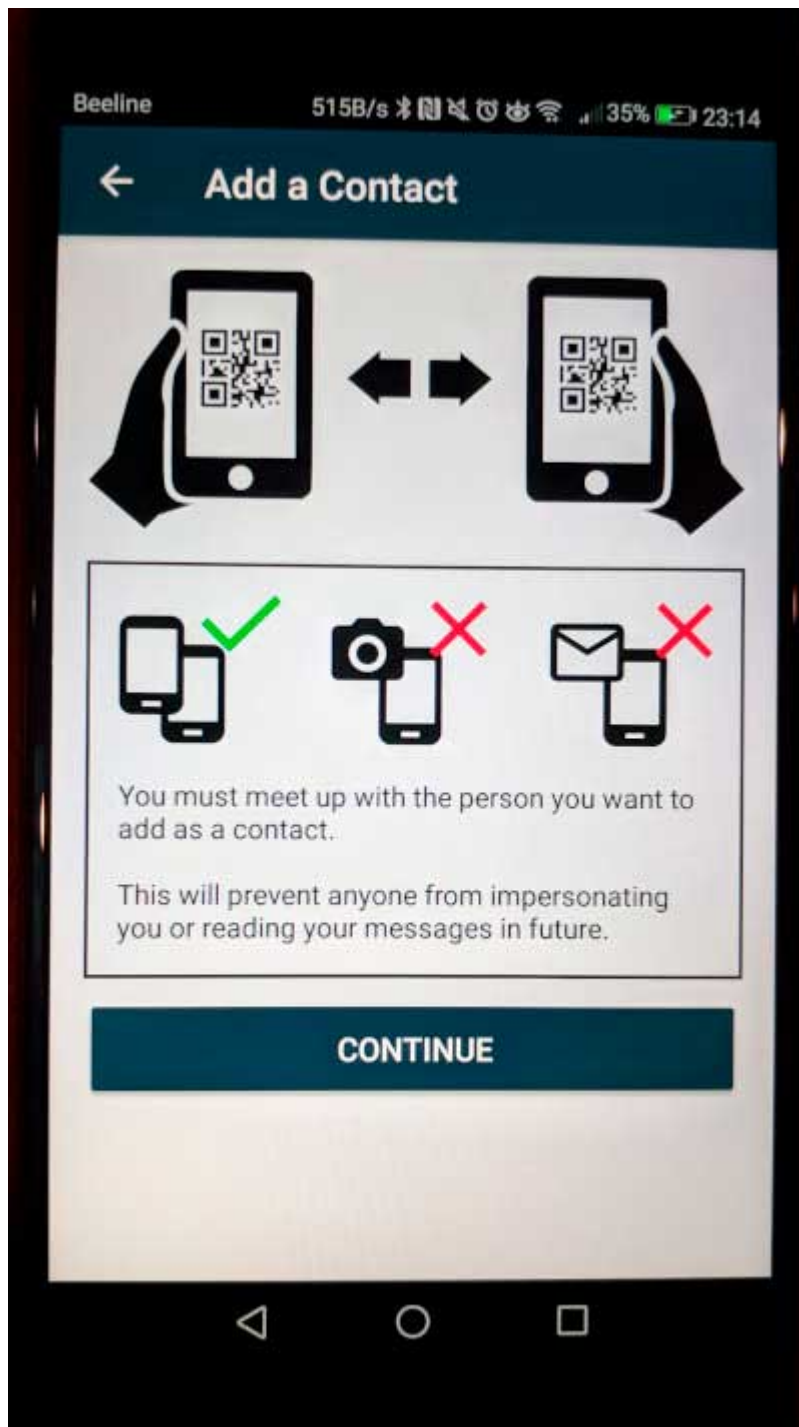 Beeline 515B/s 35% 23:14
Add a Contact
You must meet up with the person you want to
add as a contact.
This will prevent anyone from impersonating
you or reading your messages in future.
CONTINUE